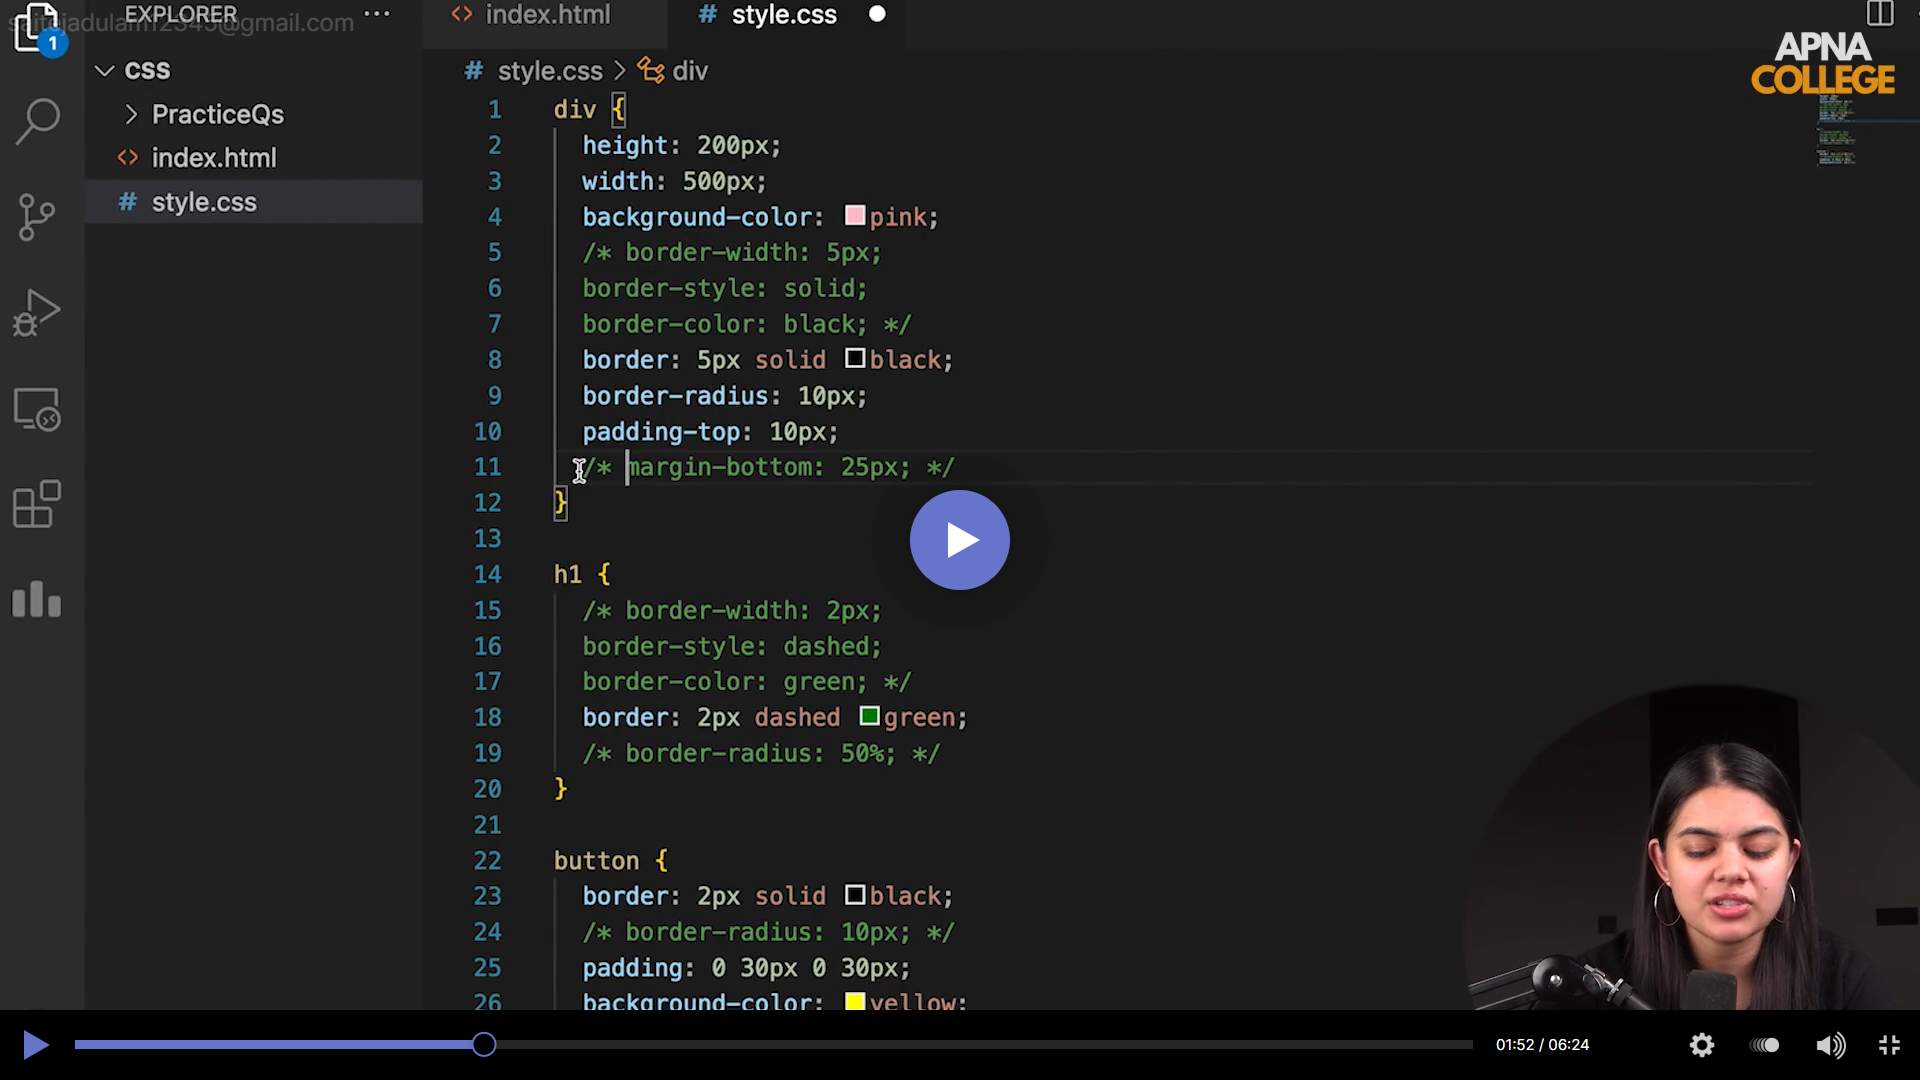 EXPLORER
index.html
style.css
APNA
COLLEGE
1
CSS
PracticeQs
index.html
style.css
style.css > div
1 div {
2 height: 200px;
3 width: 500px;
4 background-color: pink;
5 /* border-width: 5px;
6 border-style: solid;
7 border-color: black; */
8 border: 5px solid black;
9 border-radius: 10px;
10 padding-top: 10px;
11 /* margin-bottom: 25px; */
12 }
13
14 h1 {
15 /* border-width: 2px;
16 border-style: dashed;
17 border-color: green; */
18 border: 2px dashed green;
19 /* border-radius: 50%; */
20 }
21
22 button {
23 border: 2px solid black;
24 /* border-radius: 10px; */
25 padding: 0 30px 0 30px;
26 background-color: yellow;
01:52 / 06:24